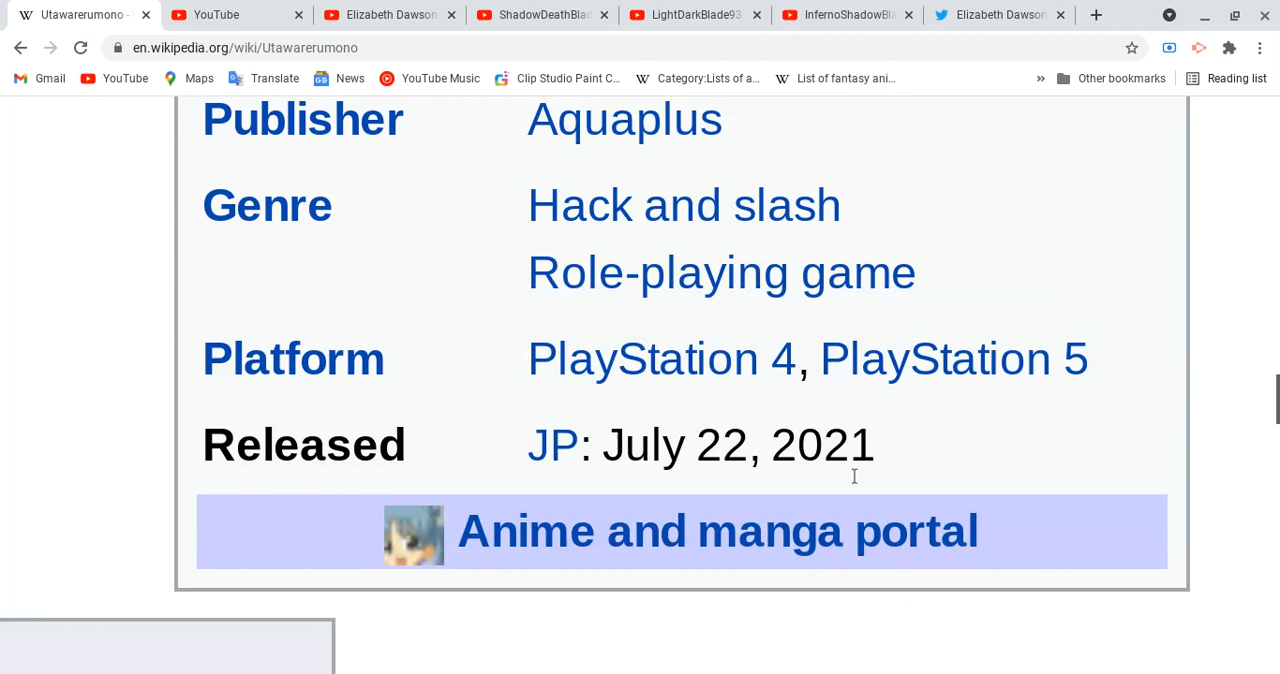 Utawarerumono -
YouTube
Elizabeth Dawson
ShadowDeathBla
LightDarkBlade93
InfernoShadowBl
Elizabeth Dawson
en.wikipedia.org/wiki/Utawarerumono
Gmail
YouTube
Maps
Translate
News
YouTube Music
Clip Studio Paint C...
Category:Lists of a...
List of fantasy ani...
»
Other bookmarks
Reading list
Publisher Aquaplus
Genre Hack and slash
Role-playing game
Platform PlayStation 4, PlayStation 5
Released JP: July 22, 2021
Anime and manga portal